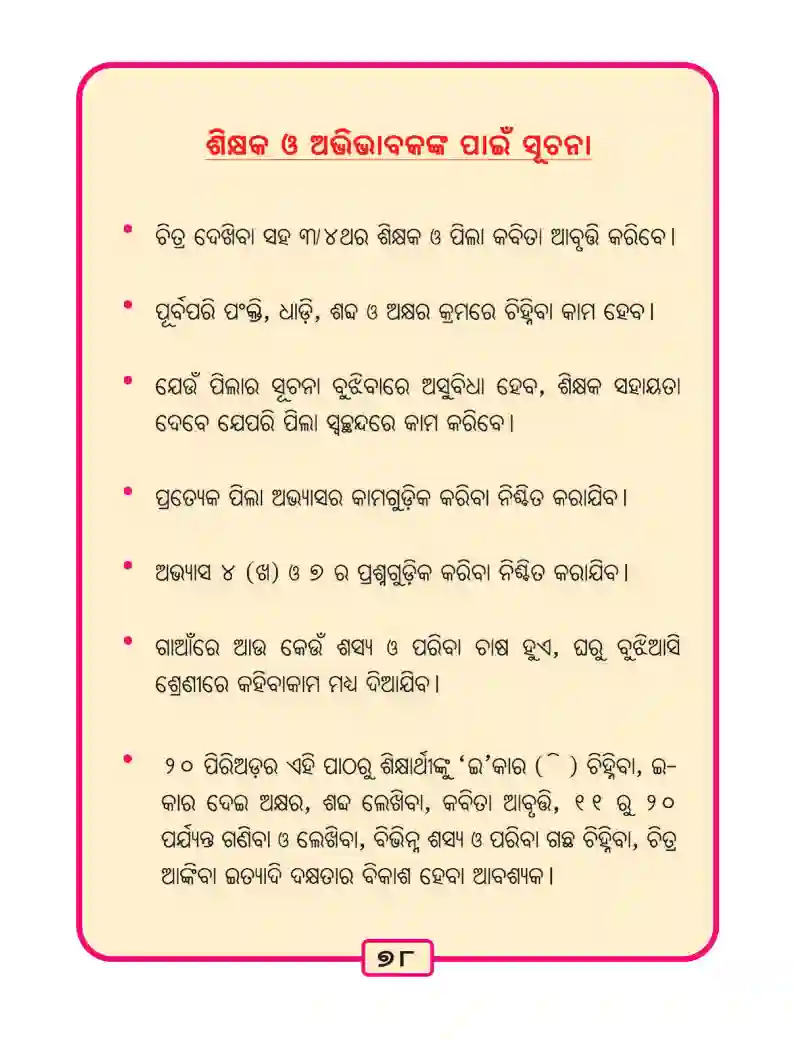 ଶିକ୍ଷକ ଓ ଅଭିଭାବକଙ୍କ ପାଇଁ ସୂଚନା
• ଚିତ୍ର ଦେଖିବା ସହ ୩/୪ଥର ଶିକ୍ଷକ ଓ ପିଲା କବିତା ଆବୃତ୍ତି କରିବେ।
• ପୂର୍ବପରି ପଂକ୍ତି, ଧାଡ଼ି, ଶବ୍ଦ ଓ ଅକ୍ଷର କ୍ରମରେ ଚିହ୍ନିବା କାମ ହେବ।
• ଯେଉଁ ପିଲାର ସୂଚନା ବୁଝିବାରେ ଅସୁବିଧା ହେବ, ଶିକ୍ଷକ ସହାୟତା
ଦେବେ ଯେପରି ପିଲା ସ୍ୱଚ୍ଛନ୍ଦରେ କାମ କରିବେ।
• ପ୍ରତ୍ୟେକ ପିଲା ଅଭ୍ୟାସର କାମଗୁଡ଼ିକ କରିବା ନିଶ୍ଚିତ କରାଯିବ।
• ଅଭ୍ୟାସ ୪ (ଖ) ଓ ୭ ର ପ୍ରଶ୍ନଗୁଡ଼ିକ କରିବା ନିଶ୍ଚିତ କରାଯିବ।
• ଗାଆଁରେ ଆଉ କେଉଁ ଶସ୍ୟ ଓ ପରିବା ଚାଷ ହୁଏ, ଘରୁ ବୁଝିଆସି
ଶ୍ରେଣୀରେ କହିବାକାମ ମଧ୍ୟ ଦିଆଯିବ।
• ୨୦ ପିରିଅଡ଼ର ଏହି ପାଠରୁ ଶିକ୍ଷାର୍ଥୀଙ୍କୁ ‘ଇ’କାର ( ି ) ଚିହ୍ନିବା, ଇ-
କାର ଦେଇ ଅକ୍ଷର, ଶବ୍ଦ ଲେଖିବା, କବିତା ଆବୃତ୍ତି, ୧୧ ରୁ ୨୦
ପର୍ଯ୍ୟନ୍ତ ଗଣିବା ଓ ଲେଖିବା, ବିଭିନ୍ନ ଶସ୍ୟ ଓ ପରିବା ଗଛ ଚିହ୍ନିବା, ଚିତ୍ର
ଆଙ୍କିବା ଇତ୍ୟାଦି ଦକ୍ଷତାର ବିକାଶ ହେବା ଆବଶ୍ୟକ।
୭୮